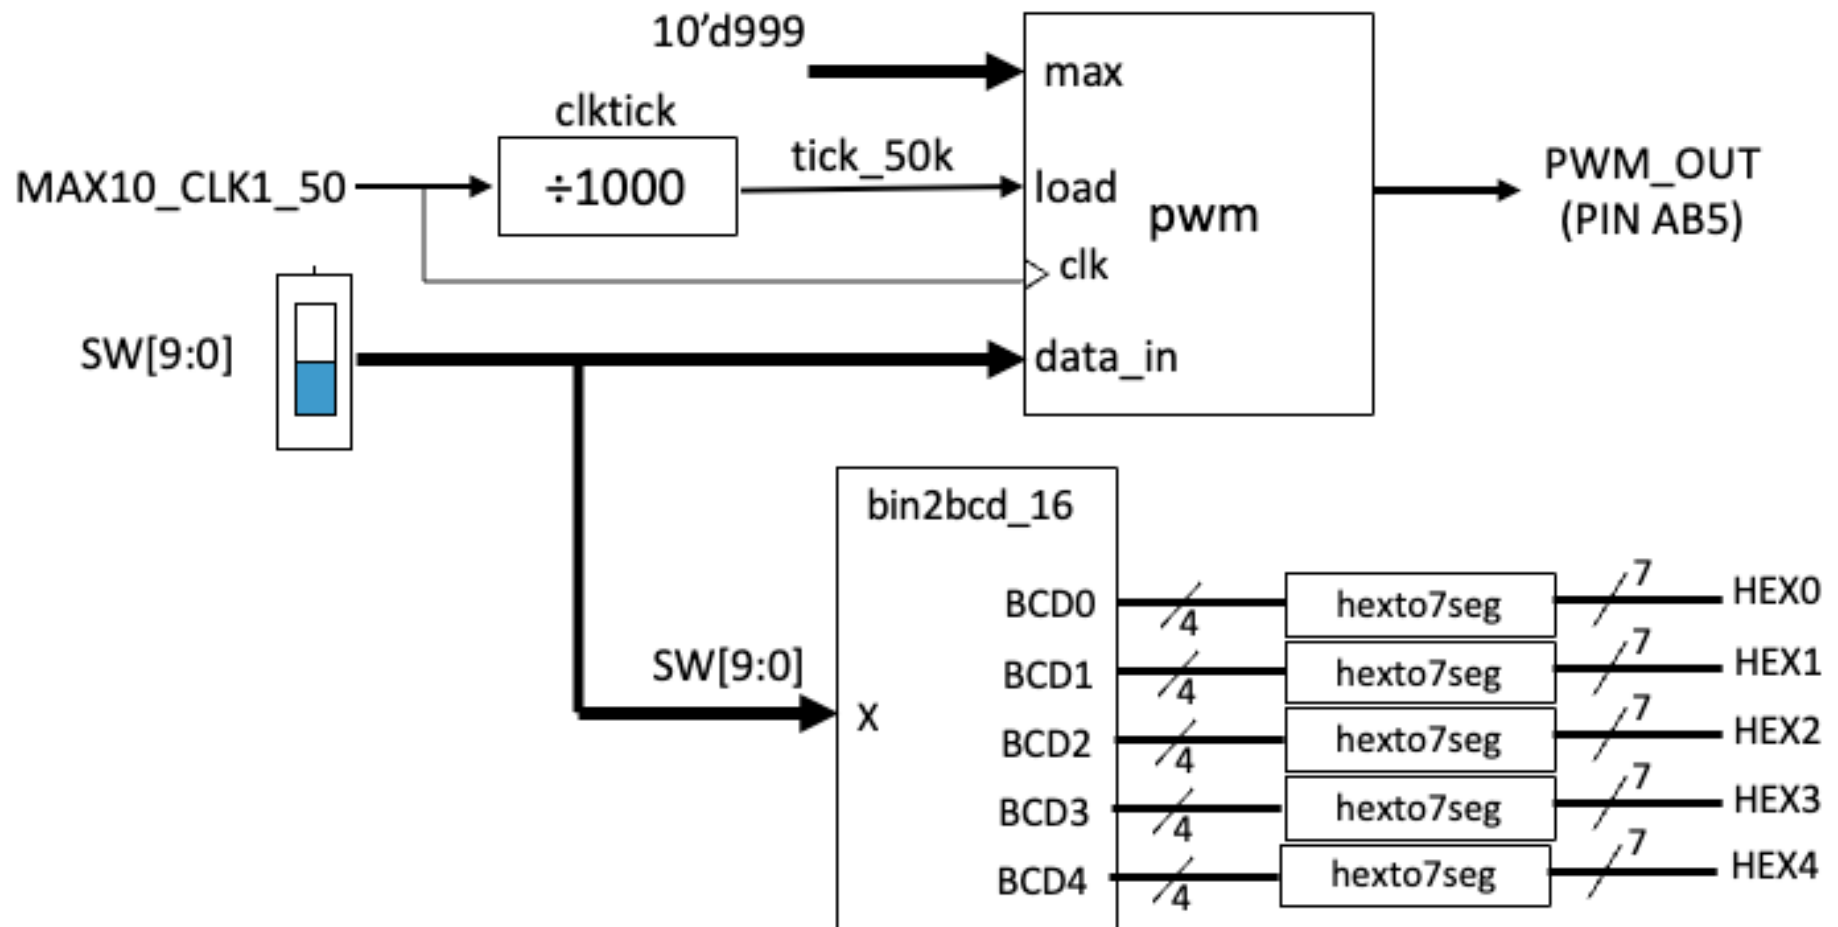 10’d999
max
clktick
MAX10_CLK1_50
÷1000
tick_50k
load
pwm
clk
PWM_OUT
(PIN AB5)
SW[9:0]
data_in
bin2bcd_16
SW[9:0]
X
BCD0
4
hexto7seg
7
HEX0
BCD1
4
hexto7seg
7
HEX1
BCD2
4
hexto7seg
7
HEX2
BCD3
4
hexto7seg
7
HEX3
BCD4
4
hexto7seg
7
HEX4